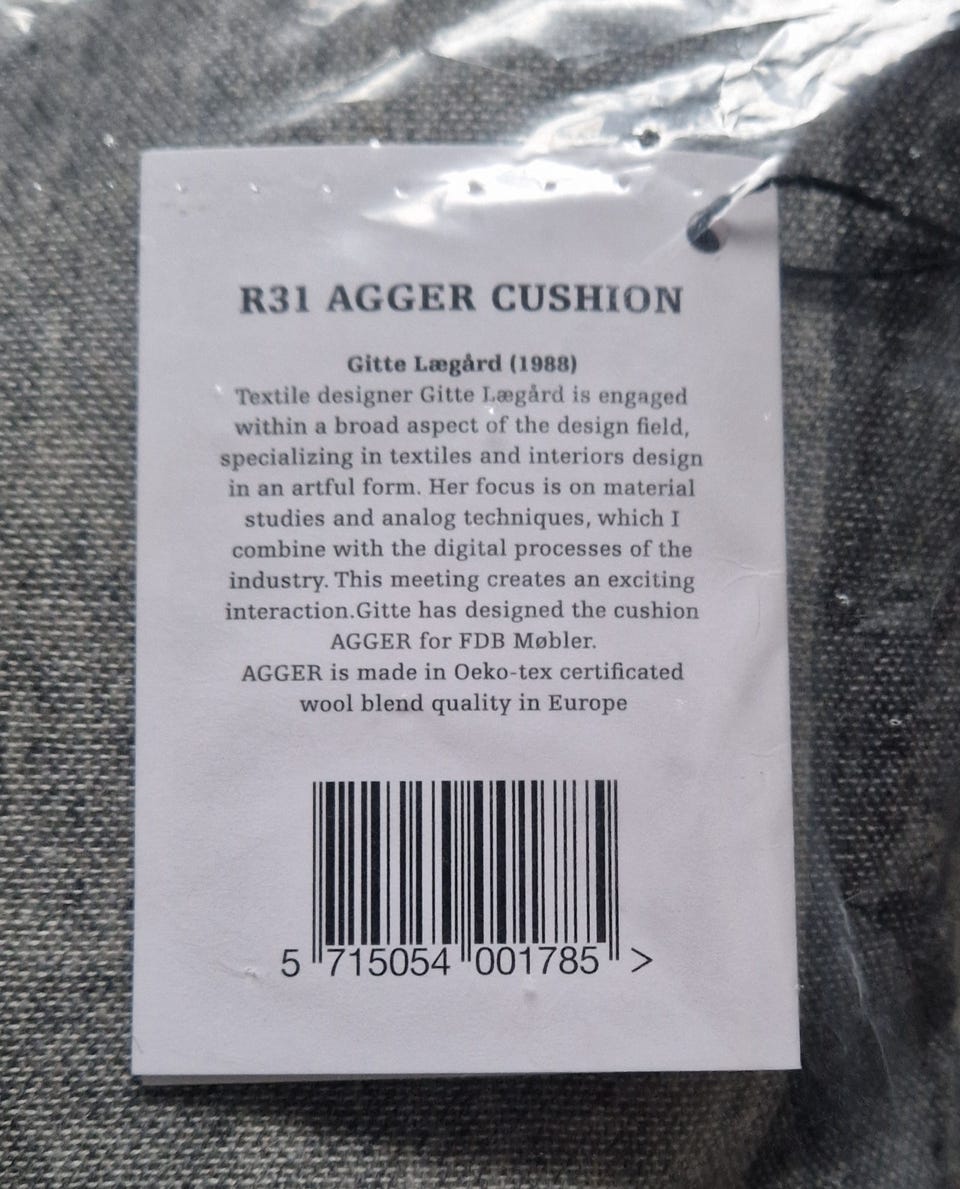 R31 AGGER CUSHION
Gitte Lægård (1988)
Textile designer Gitte Lægård is engaged
within a broad aspect of the design field,
specializing in textiles and interiors design
in an artful form. Her focus is on material
studies and analog techniques, which I
combine with the digital processes of the
industry. This meeting creates an exciting
interaction.Gitte has designed the cushion
AGGER for FDB Møbler.
AGGER is made in Oeko-tex certificated
wool blend quality in Europe
5 715054 001785 >